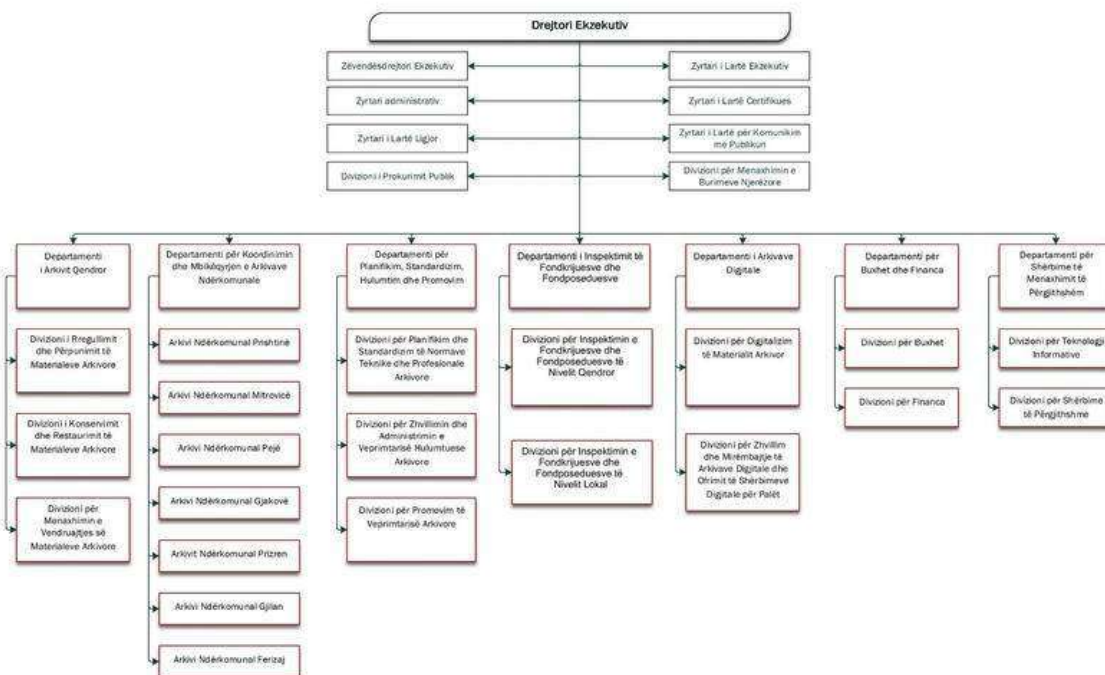 Drejtori Ekzekutiv
Zëvendësdrejtori Ekzekutiv
Zyrtari i Lartë Ekzekutiv
Zyrtari administrativ
Zyrtari i Lartë Certifikues
Zyrtari i Lartë Ligjor
Zyrtari i Lartë për Komunikim
me Publikun
Divizioni i Prokurimit Publik
Divizioni për Menaxhimin e
Burimeve Njerëzore
Departamenti
i Arkivit Qendror
Divizioni i Rregullimit
dhe Përpunimit të
Materialeve Arkivore
Divizioni i Konservimit
dhe Restaurimit të
Materialeve Arkivore
Divizioni
për
Menaxhimin e
Vendruajtjes së
Materialeve Arkivore
Departamenti për Koordinimin
dhe Mbikëqyrjen e Arkivave
Ndërkomunale
Arkivi Ndërkomunal Prishtinë
Arkivi Ndërkomunal Mitrovicë
Arkivi Ndërkomunal Pejë
Arkivi Ndërkomunal Gjakovë
Arkivit Ndërkomunal Prizren
Arkivi Ndërkomunal Gjilan
Arkivi Ndërkomunal Ferizaj
Departamenti për
Planifikim, Standardizim,
Hulumtim dhe Promovim
Divizioni për Planifikim dhe
Standardizim të Normave
Teknike dhe Profesionale
Arkivore
Divizioni për Zhvillimin dhe
Administrimin e
Veprimtarisë Hulumtuese
Arkivore
Divizioni për Promovim të
Veprimtarisë Arkivore
Departamenti i Inspektimit të
Fondkrijuesve dhe
Fondposeduesve
Divizioni për Inspektimin e
Fondkrijuesve dhe
Fondposeduesve të
Nivelit Qendror
Divizioni për Inspektimin e
Fondkrijuesve dhe
Fondposeduesve të
Nivelit Lokal
Departamenti i Arkivave
Digitale
Divizioni për Digitalizim
të Materialit Arkivor
Divizioni për Zhvillim
dhe Mirëmbajtje të
Arkivave Digitale dhe
Ofrimit të Shërbimeve
Digitale për Palët
Departamenti për
Buxhet dhe Financa
Divizioni për Buxhet
Divizioni për Financa
Departamenti për
Shërbime të
Menaxhimit të
Përgjithshëm
Divizioni për Teknologji
Informative
Divizioni për Shërbime
të Përgjithshme